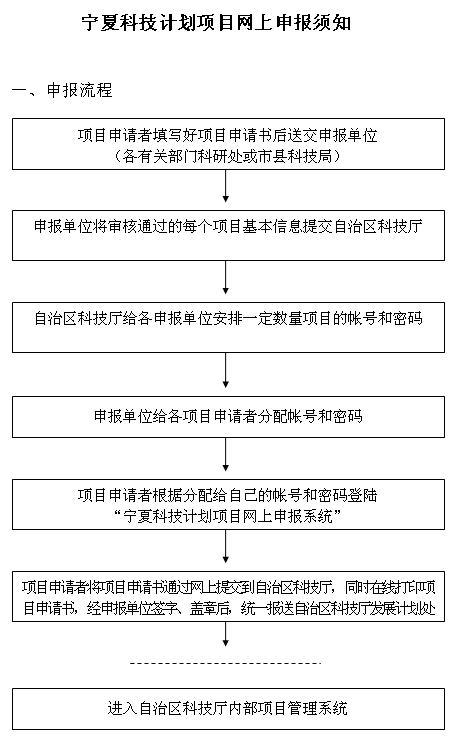 宁夏科技计划项目网上申报须知
一、申报流程
项目申请者填写好项目申请书后送交申报单位
（各有关部门科研处或市县科技局）
申报单位将审核通过的每个项目基本信息提交自治区科技厅
自治区科技厅给各申报单位安排一定数量项目的帐号和密码
申报单位给各项目申请者分配帐号和密码
项目申请者根据分配给自己的帐号和密码登陆
“宁夏科技计划项目网上申报系统”
项目申请者将项目申请书通过网上提交到自治区科技厅，同时在线打印项
目申请书，经申报单位签字、盖章后，统一报送自治区科技厅发展计划处
进入自治区科技厅内部项目管理系统